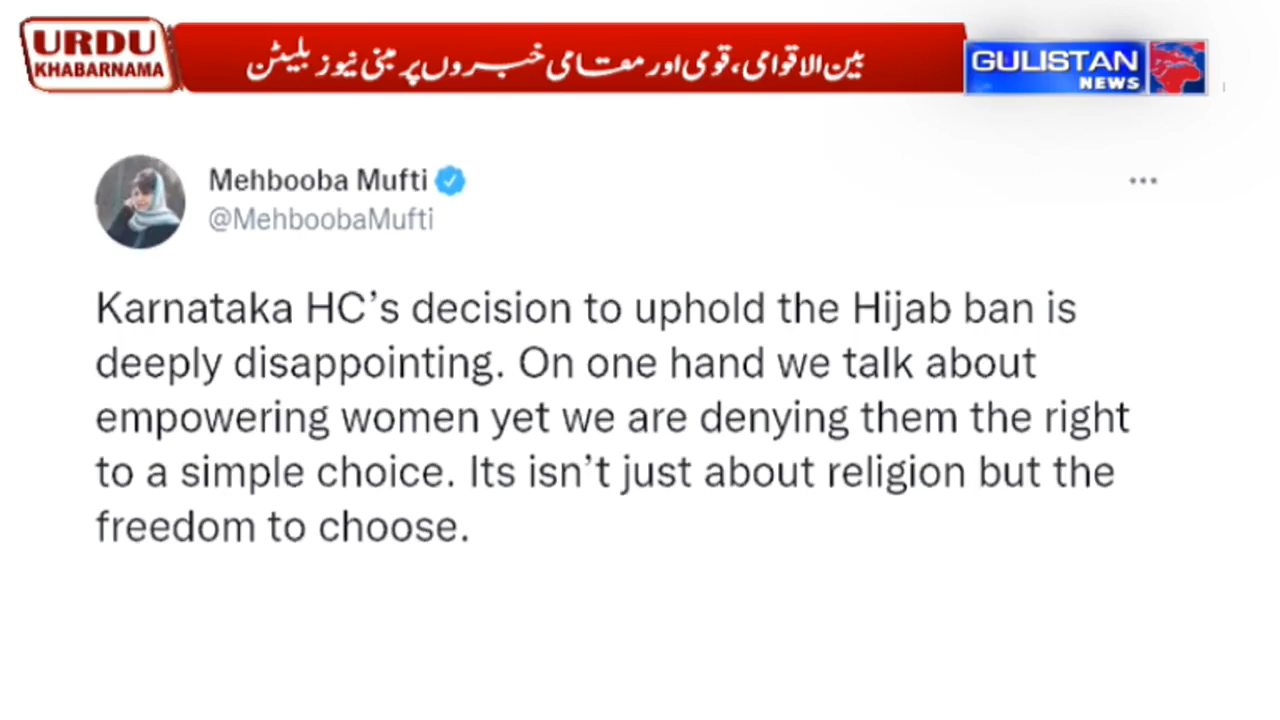 URDU
KHABARNAMA
بین الاقوامی، قومی اور مقامی خبروں پر مبنی نیوز بلیٹن
GULISTAN
NEWS
Mehbooba Mufti
@MehboobaMufti
Karnataka HC’s decision to uphold the Hijab ban is
deeply disappointing. On one hand we talk about
empowering women yet we are denying them the right
to a simple choice. Its isn’t just about religion but the
freedom to choose.